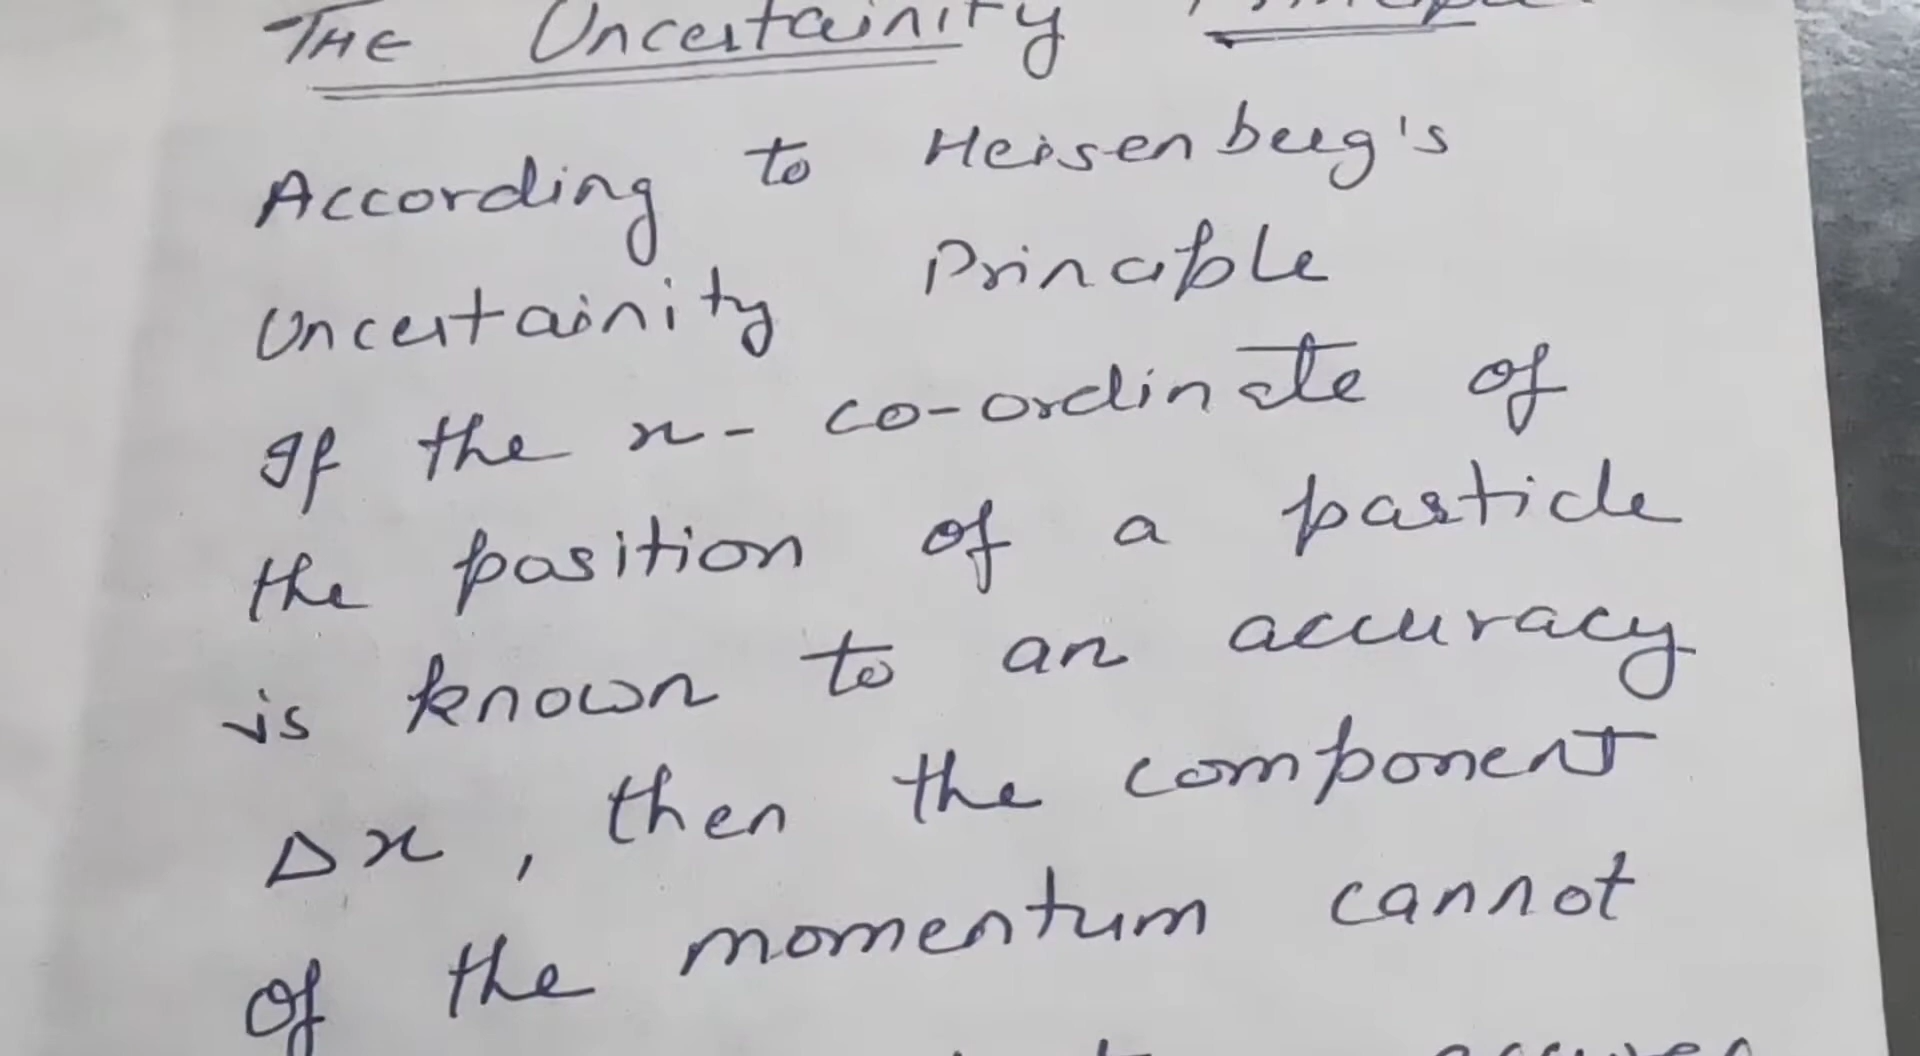 THE Uncertainity
According to Heisenberg's
Uncertainity Principle
If the x- co-ordinate of
the position of a particle
is known to an accuracy
Δx, then the component
of the momentum cannot